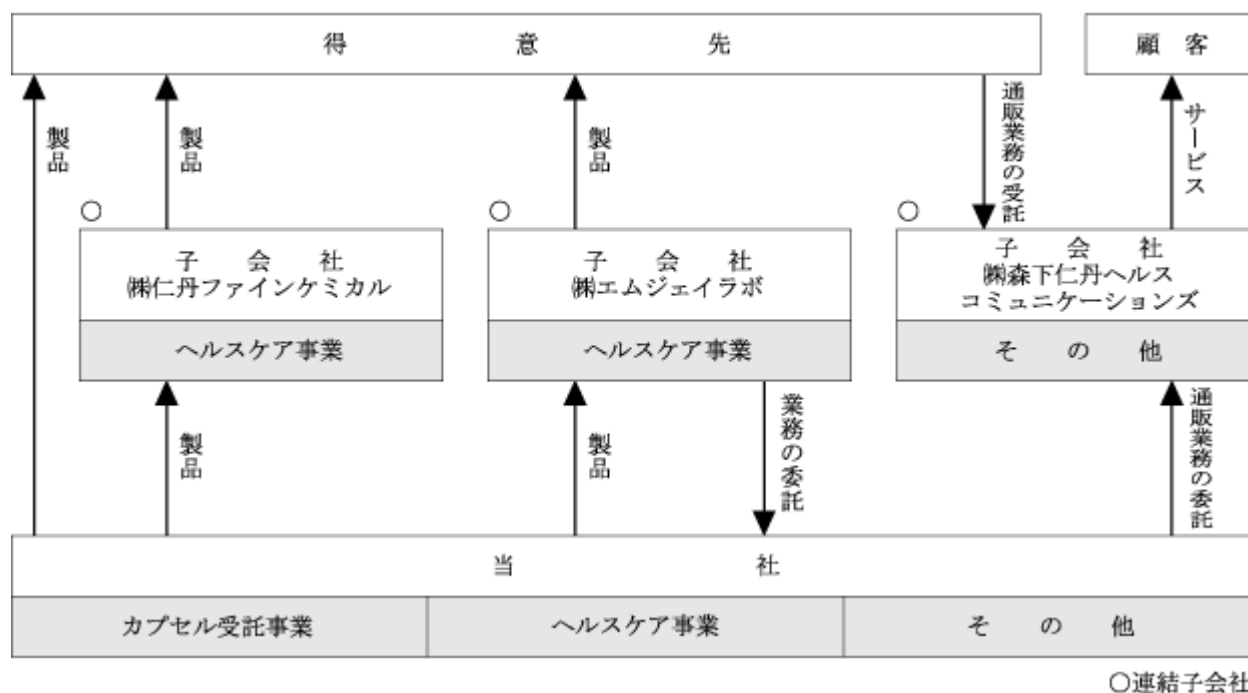 得意先
顧客
製品
製品
製品
通販業務の受託
サービス
○
○
○
子会社
㈱仁丹ファインケミカル
ヘルスケア事業
子会社
㈱エムジェイラボ
ヘルスケア事業
子会社
㈱森下仁丹ヘルス
コミュニケーションズ
その他
製品
製品
業務の委託
通販業務の委託
当社
カプセル受託事業
ヘルスケア事業
その他
○連結子会社